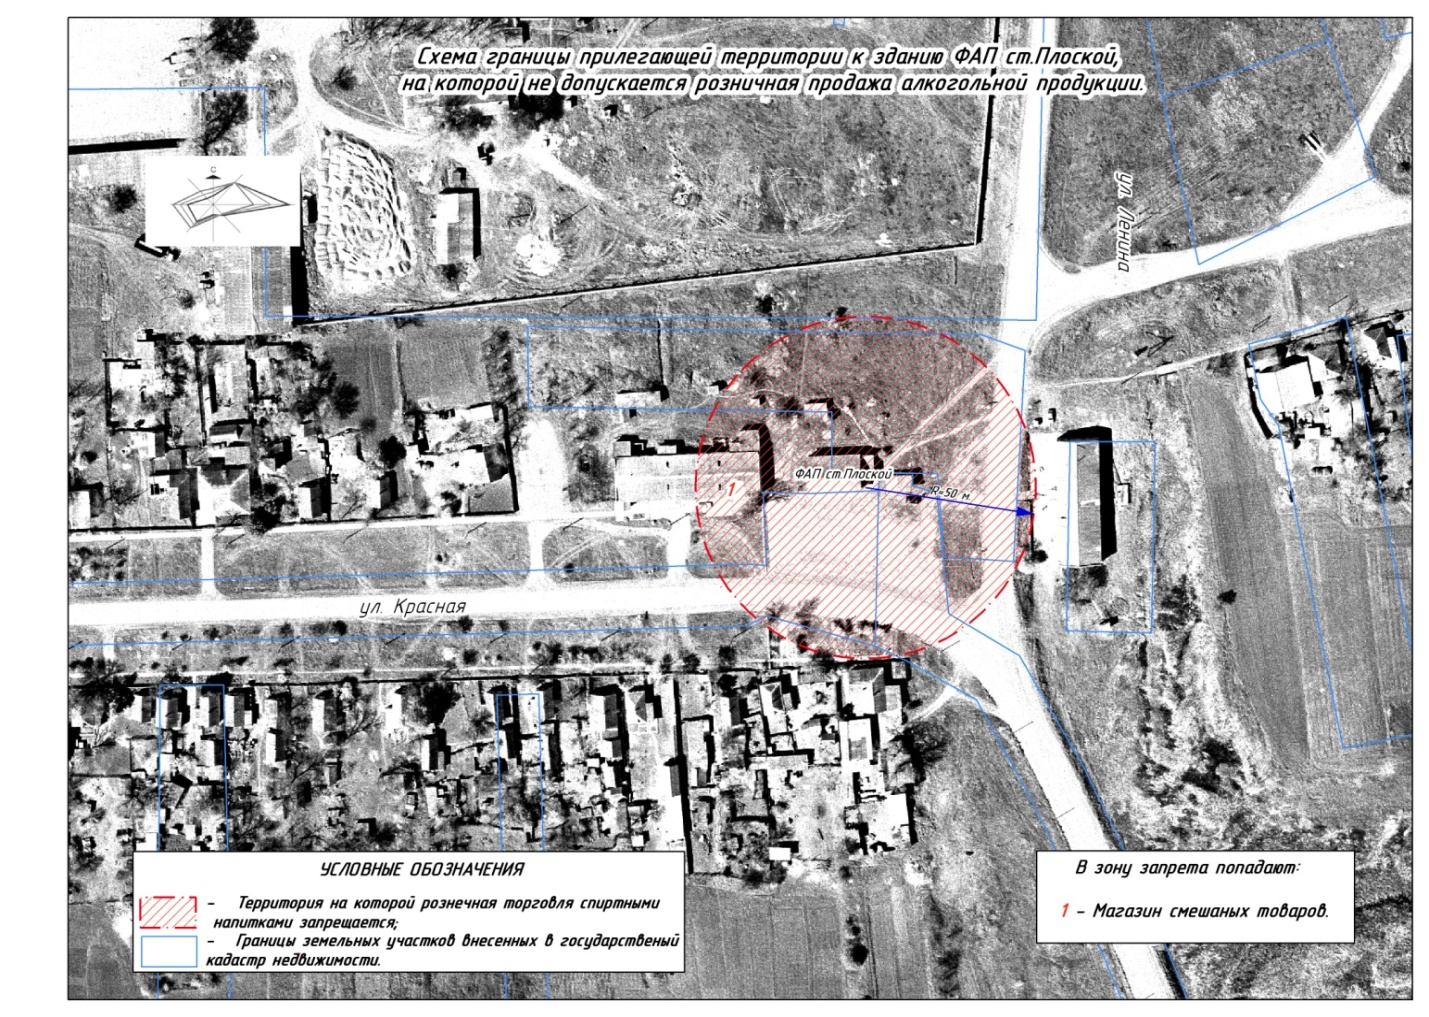 Схема границы прилегающей территории к зданию ФАП ст.Плоской,
на которой не допускается розничная продажа алкогольной продукции.
С
ул. Ленина
ФАП ст.Плоской
R=50 м.
1
ул. Красная
УСЛОВНЫЕ ОБОЗНАЧЕНИЯ
- Территория на которой рознечная торговля спиртными
напитками запрещается;
- Границы земельных участков внесенных в государственый
кадастр недвижимости.
В зону запрета попадают:
1 - Магазин смешаных товаров.